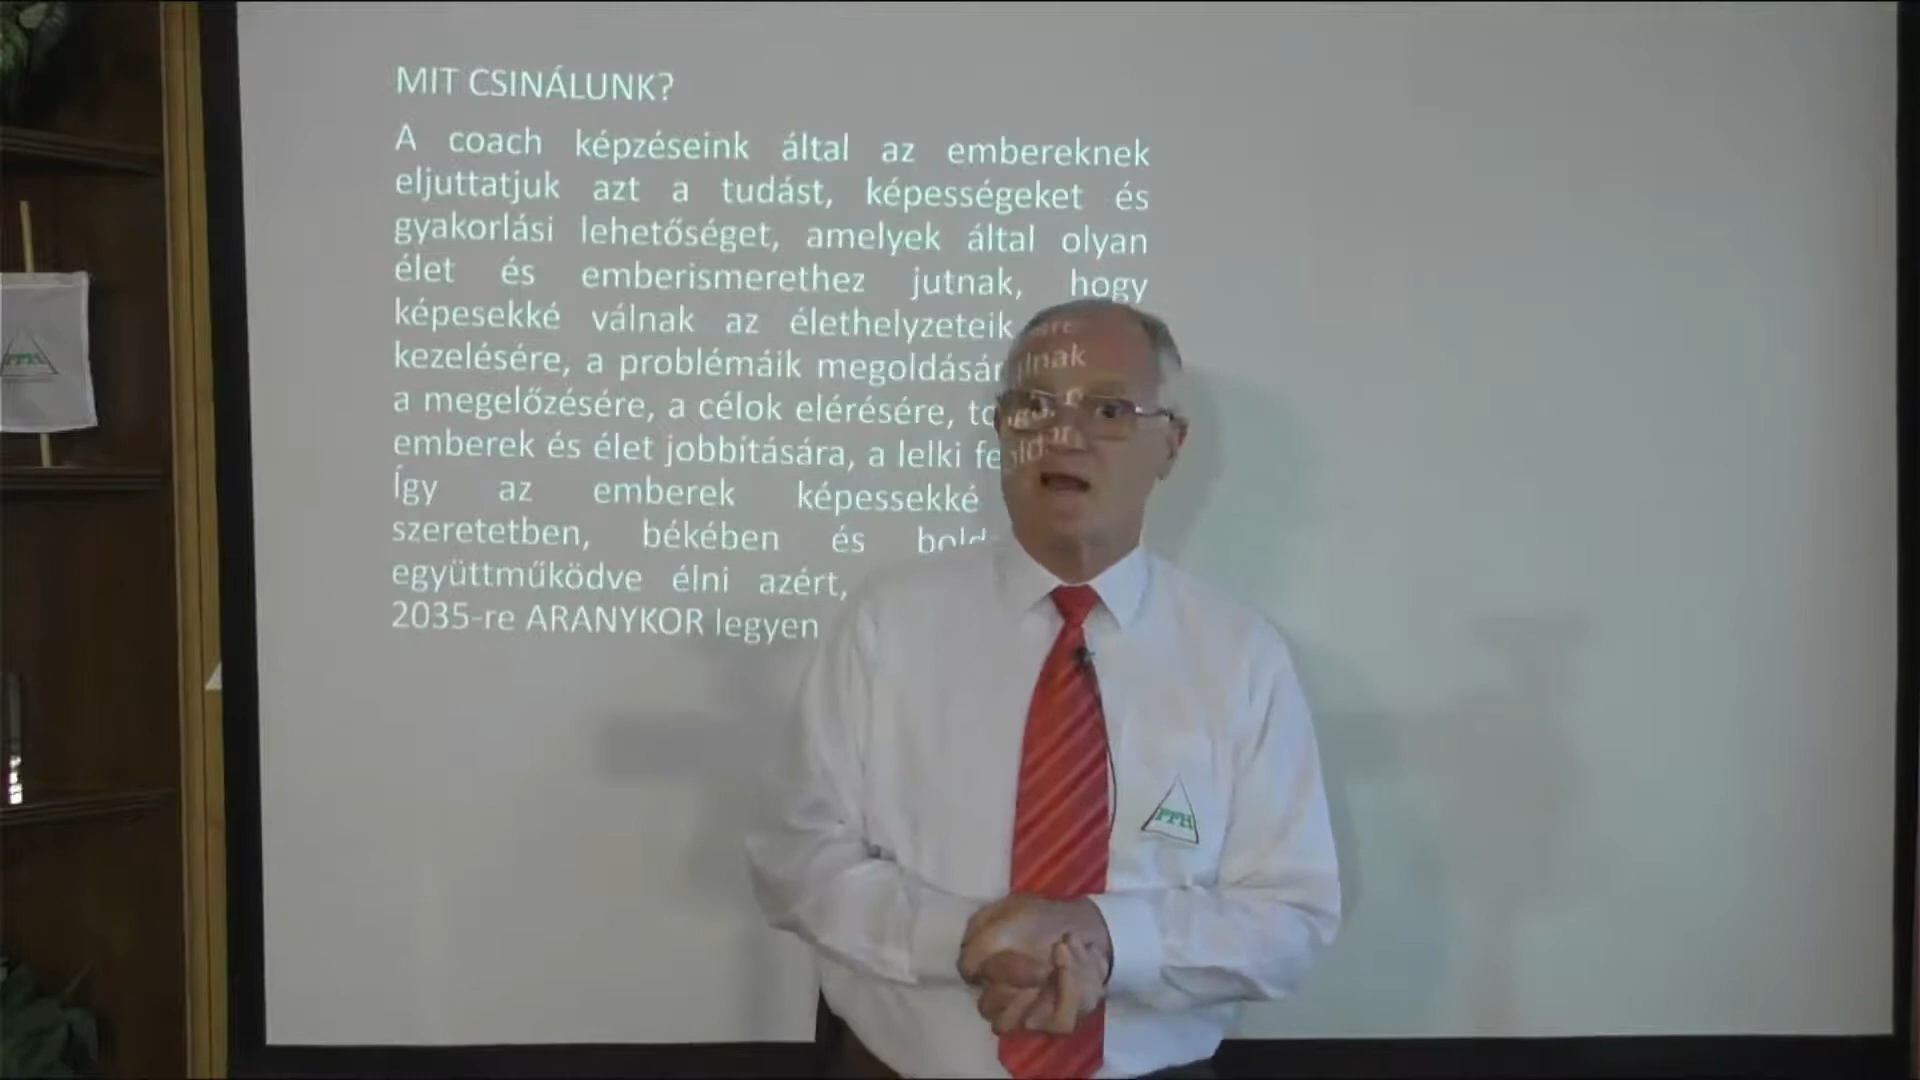 MIT CSINÁLUNK?
A coach képzéseink által az embereknek
eljuttatjuk azt a tudást, képességeket és
gyakorlási lehetőséget, amelyek által olyan
élet és emberismerethez jutnak, hogy
képesekké válnak az élethelyzeteik
kezelésére, a problémáik
a megelőzésére, a célok elérésére,
emberek és élet jobbítására, a lelki
Így az emberek képessekké
szeretetben, békében és
együttműködve élni azért,
2035-re ARANYKOR legyen
PPH
PPH